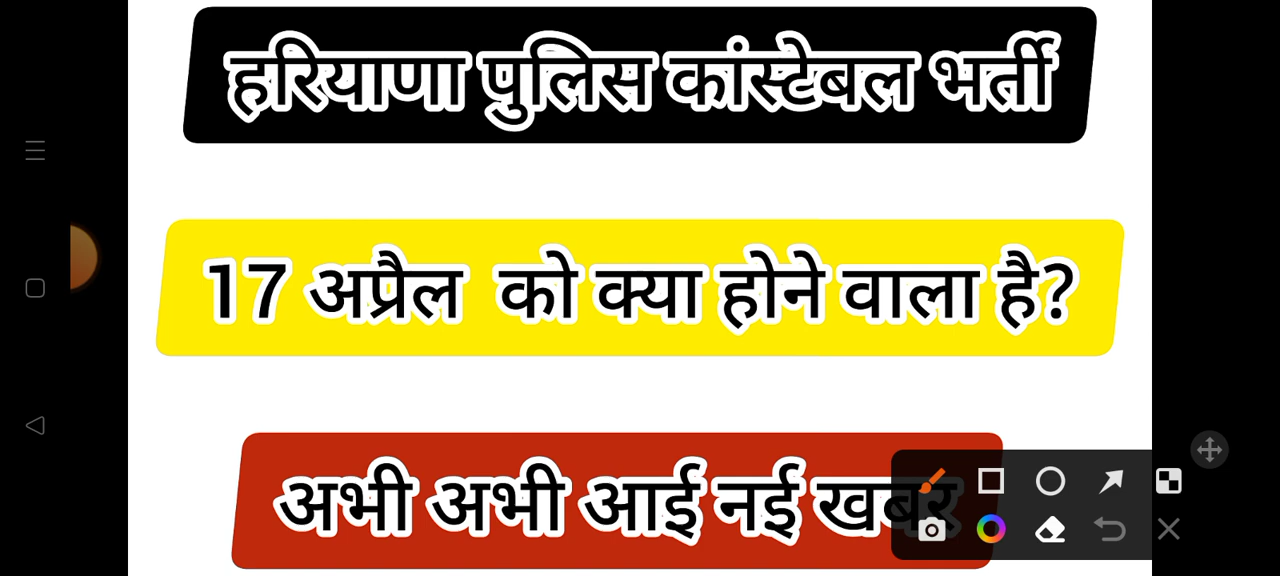 हरियाणा पुलिस कांस्टेबल भर्ती
17 अप्रैल को क्या होने वाला है?
अभी अभी आई नई खबर